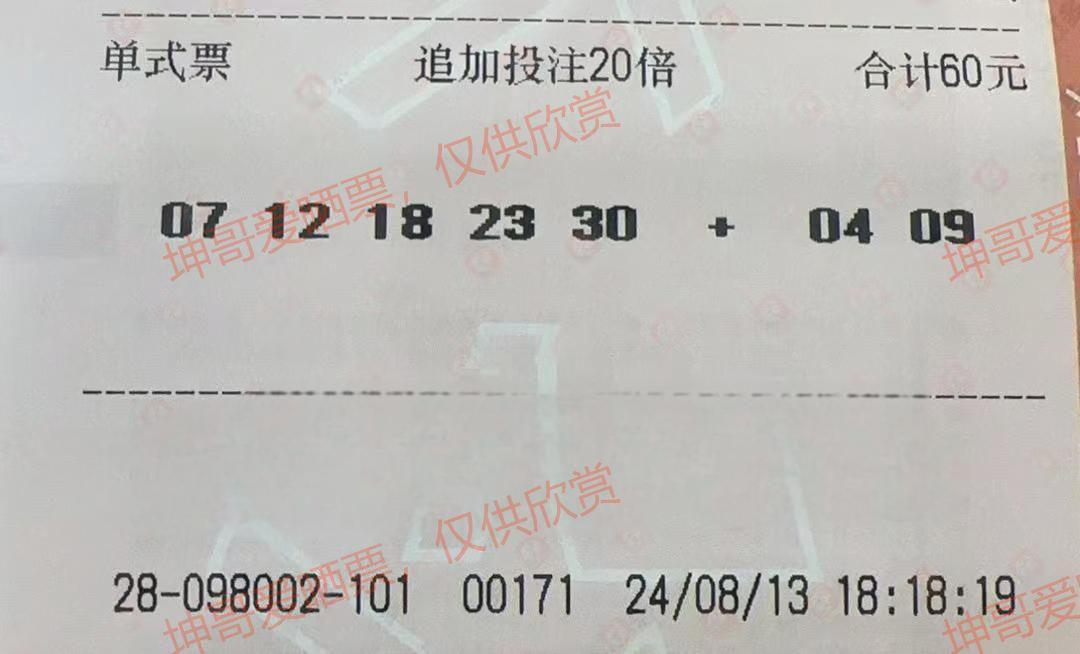 单式票 追加投注20倍 合计60元
坤哥爱晒票，仅供欣赏
07 12 18 23 30 + 04 09
坤哥爱
坤哥爱晒票，仅供欣赏
28-098002-101 00171 24/08/13 18:18:19
坤哥爱